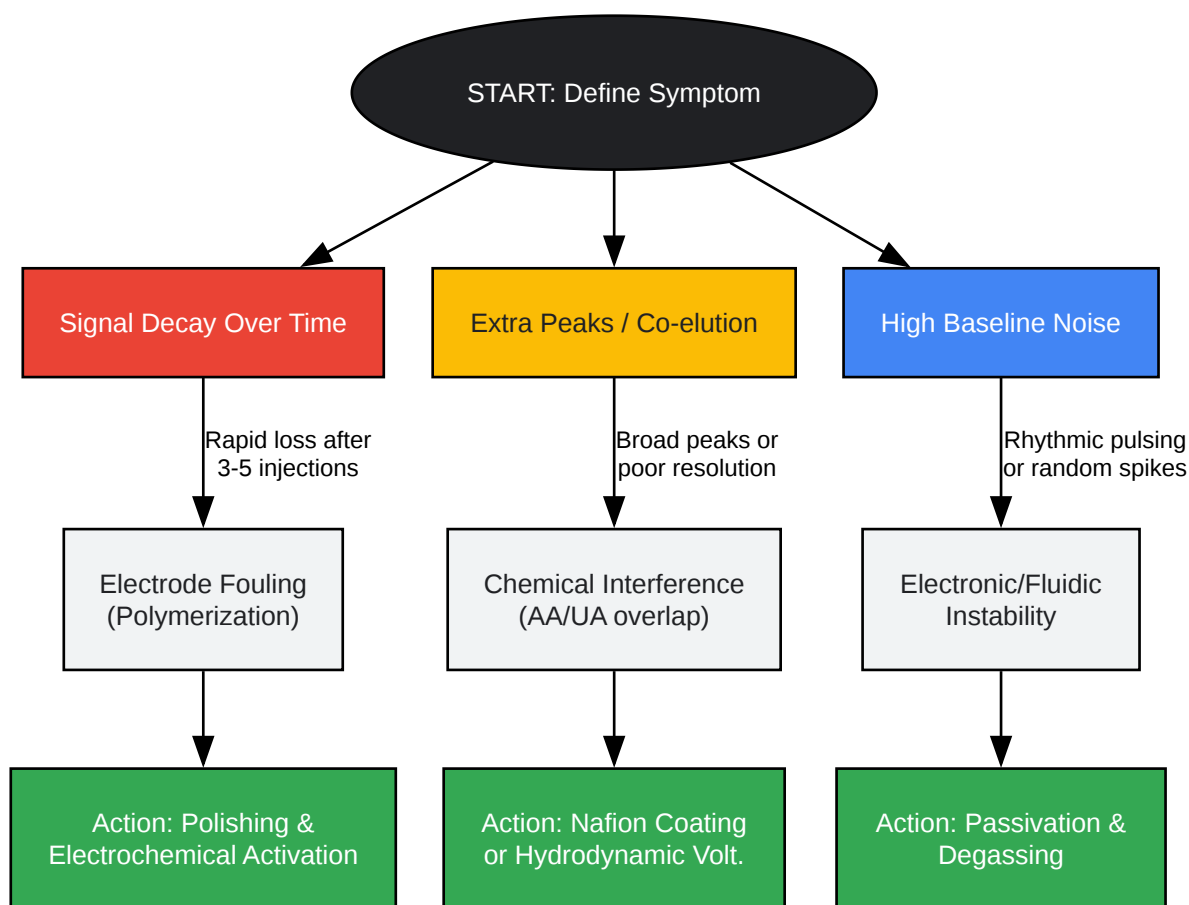 START: Define Symptom
Signal Decay Over Time
Extra Peaks / Co-elution
High Baseline Noise
Rapid loss after
3-5 injections
Broad peaks or
poor resolution
Rhythmic pulsing
or random spikes
Electrode Fouling
(Polymerization)
Chemical Interference
(AA/UA overlap)
Electronic/Fluidic
Instability
Action: Polishing &
Electrochemical Activation
Action: Nafion Coating
or Hydrodynamic Volt.
Action: Passivation &
Degassing